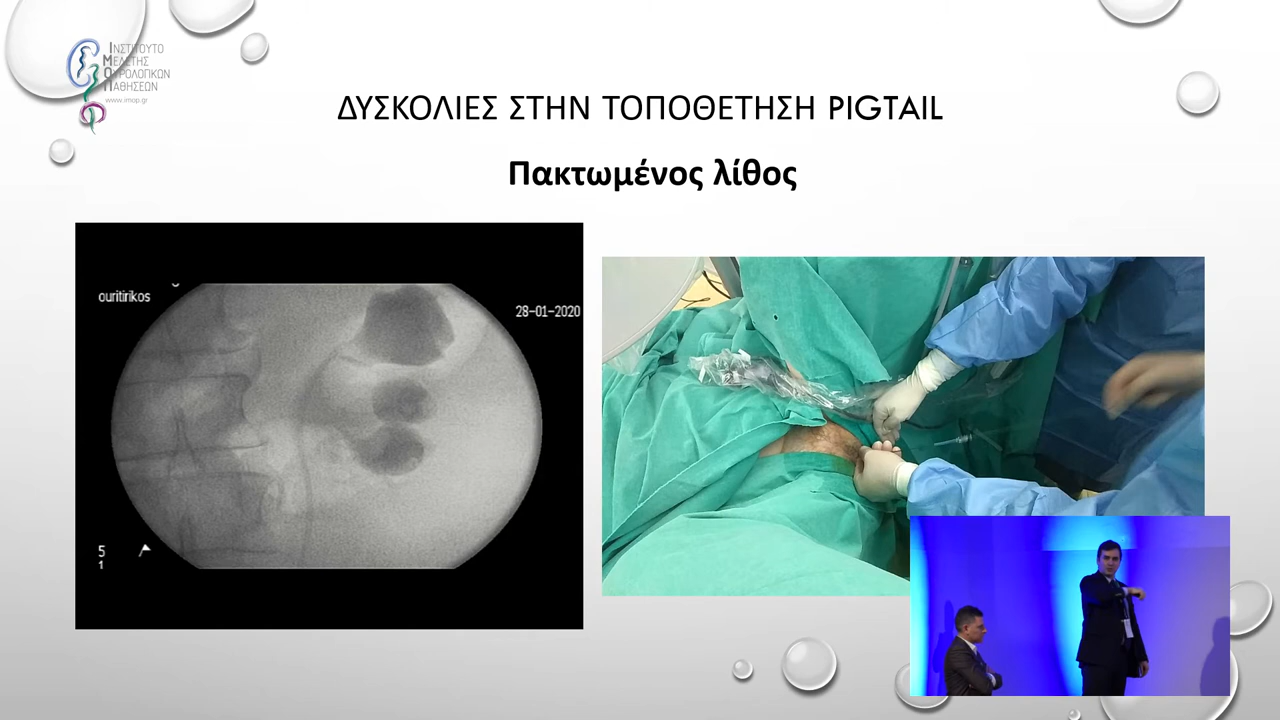 ΙΝΣΤΙΤΟΥΤΟ
ΜΕΛΕΤΗΣ
ΟΥΡΟΛΟΓΙΚΩΝ
ΠΑΘΗΣΕΩΝ
www.imop.gr
ΔΥΣΚΟΛΙΕΣ ΣΤΗΝ ΤΟΠΟΘΕΤΗΣΗ PIGTAIL
Πακτωμένος λίθος
ouritirikos
28-01-2020
5
1